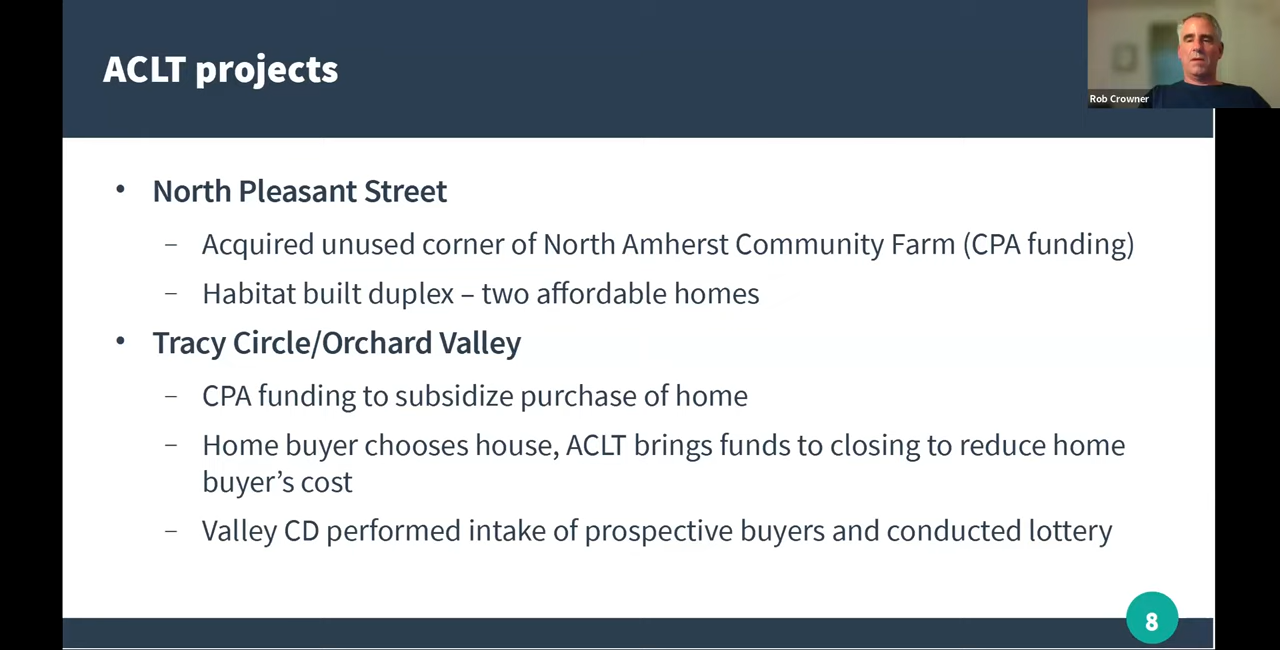 ACLT projects
Rob Crowner
• North Pleasant Street
– Acquired unused corner of North Amherst Community Farm (CPA funding)
– Habitat built duplex – two affordable homes
• Tracy Circle/Orchard Valley
– CPA funding to subsidize purchase of home
– Home buyer chooses house, ACLT brings funds to closing to reduce home
buyer’s cost
– Valley CD performed intake of prospective buyers and conducted lottery
8